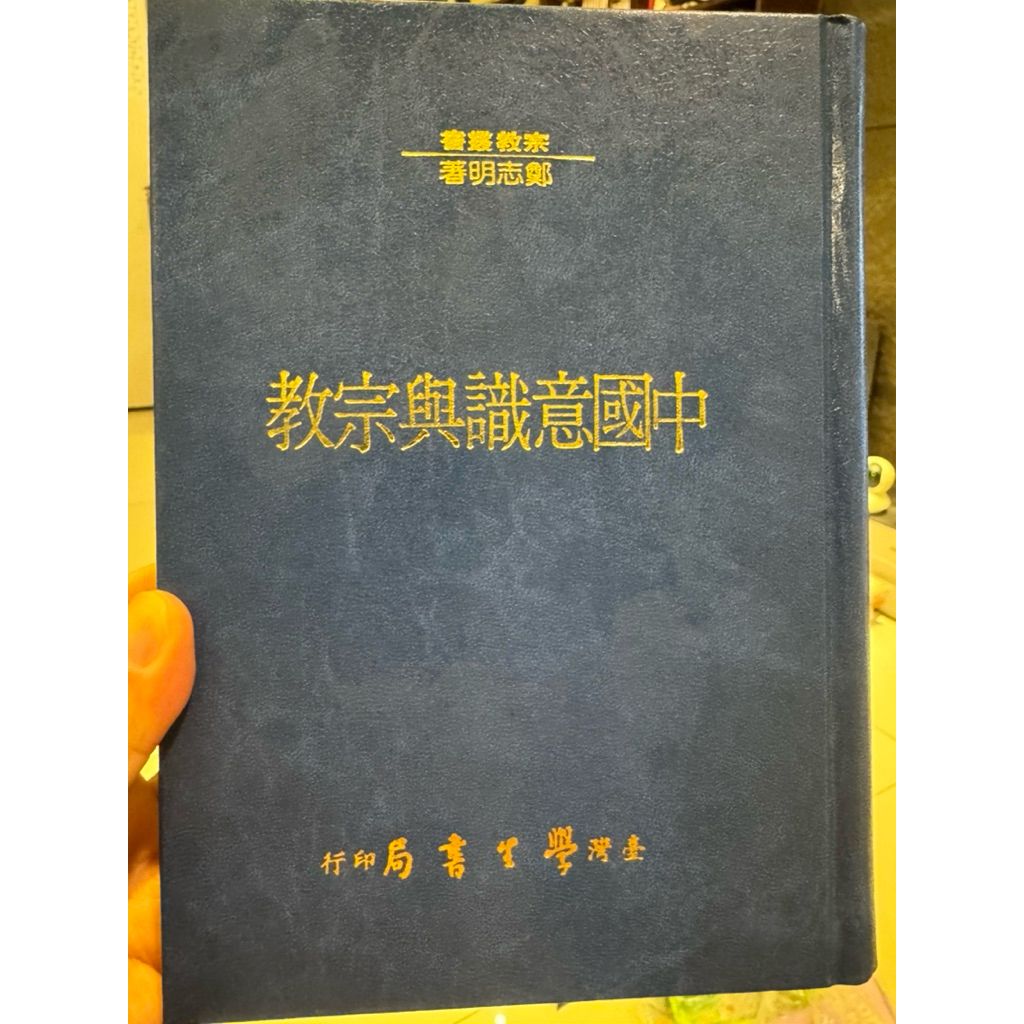 宗教叢書
鄭志明著
中國意識與宗教
臺灣學生書局印行